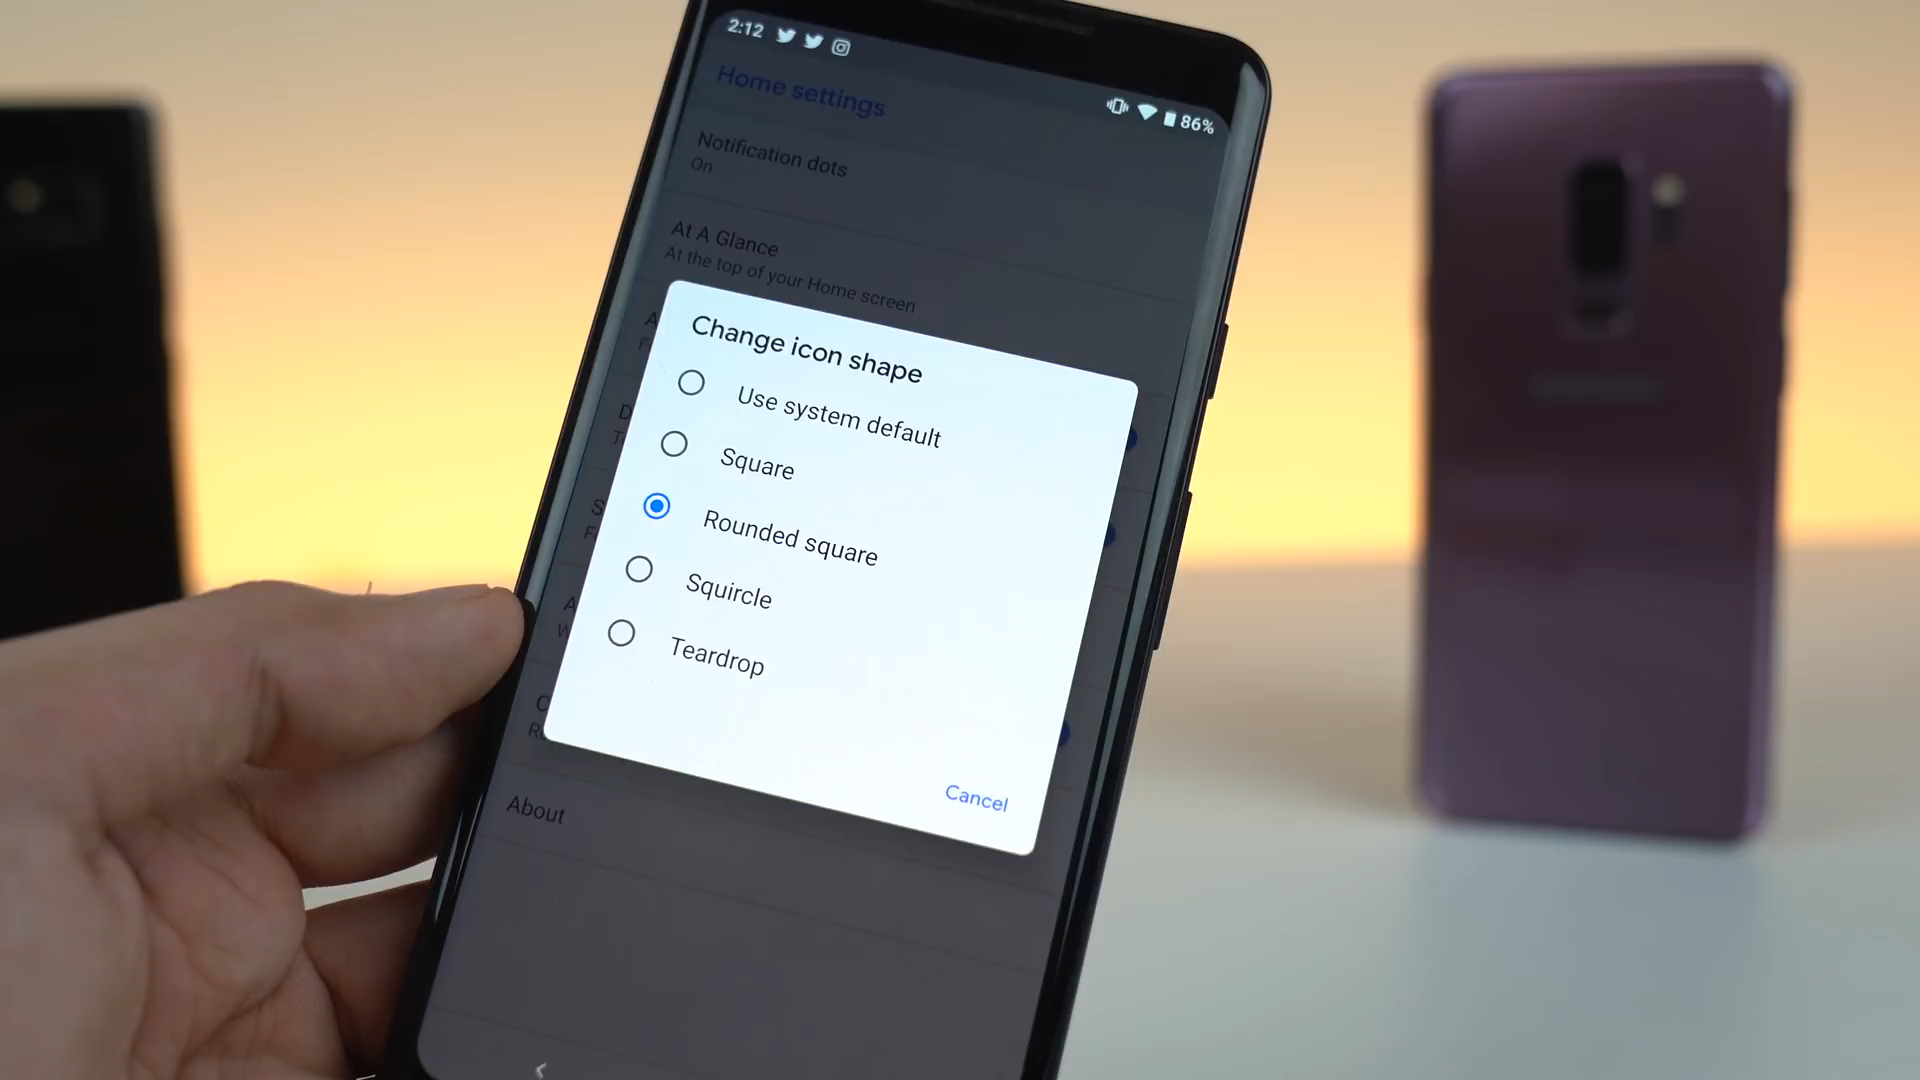 2:12
86%
Home settings
Notification dots
On
At A Glance
At the top of your Home screen
Change icon shape
Use system default
Square
Rounded square
Squircle
Teardrop
Cancel
About